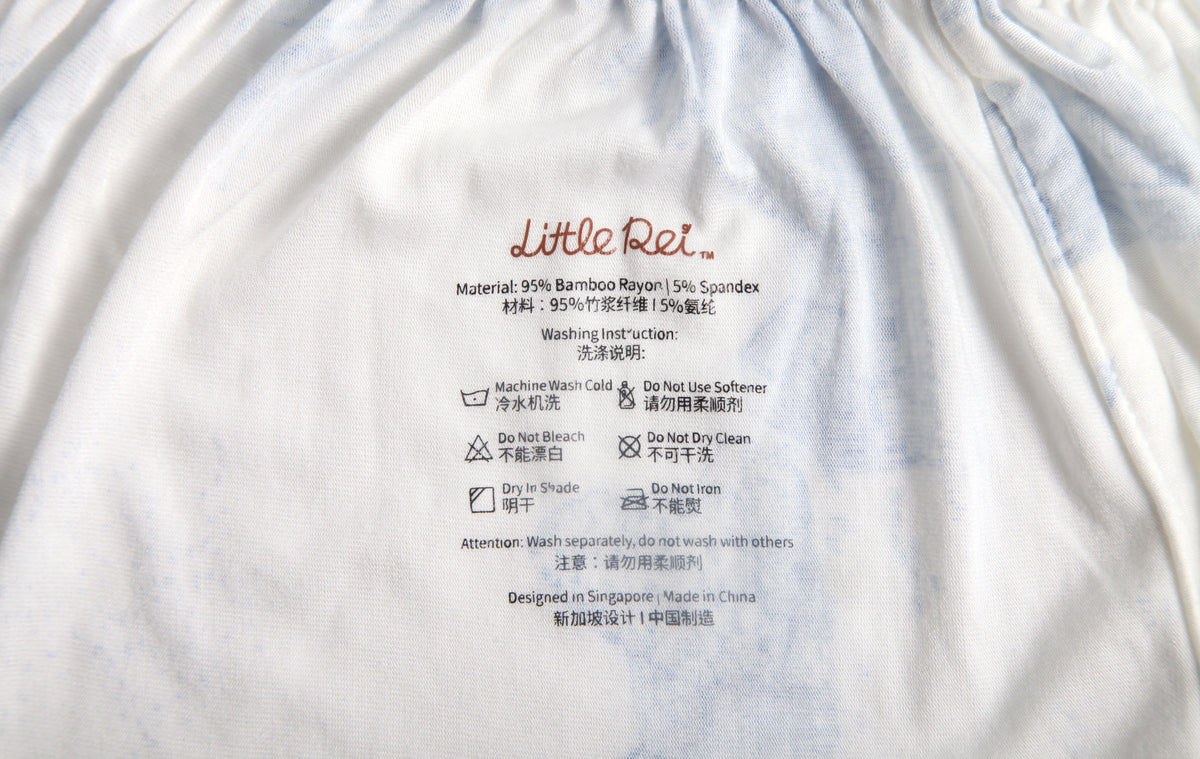 Little Rei™
Material: 95% Bamboo Rayon | 5% Spandex
材料：95%竹浆纤维 I 5%氨纶
Washing Instruction:
洗涤说明:
Machine Wash Cold
冷水机洗
Do Not Use Softener
请勿用柔顺剂
Do Not Bleach
不能漂白
Do Not Dry Clean
不可干洗
Dry In Shade
阴干
Do Not Iron
不能熨
Attention: Wash separately, do not wash with others
注意：请勿用柔顺剂
Designed in Singapore | Made in China
新加坡设计 I 中国制造